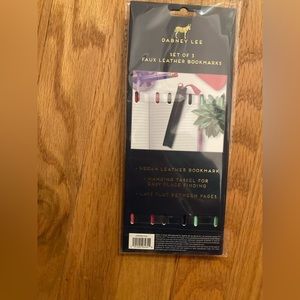 DABNEY LEE
SET OF 3
FAUX LEATHER BOOKMARKS
- VEGAN LEATHER BOOKMARK
- HANGING TASSEL FOR
EASY PLACE FINDING
- LAYS FLAT BETWEEN PAGES